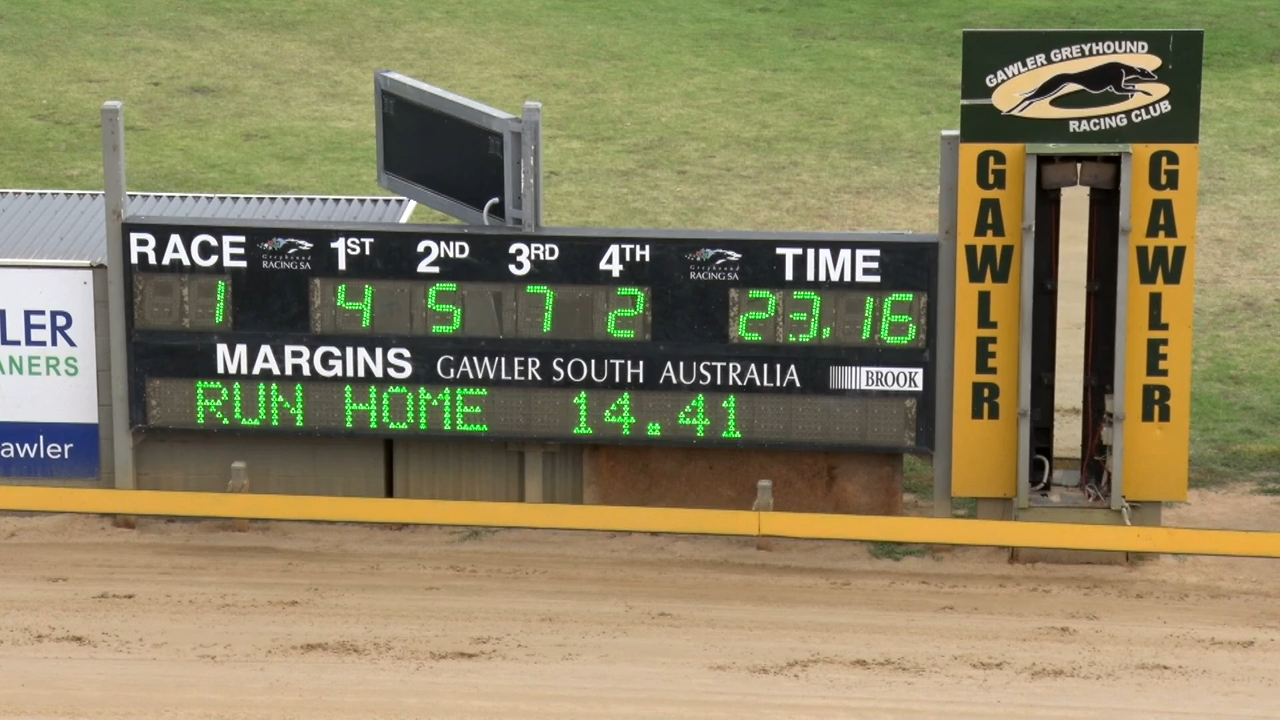 GAWLER GREYHOUND
RACING CLUB
GAWLER
GAWLER
RACE
Greyhound
RACING SA
1ST
2ND
3RD
4TH
Greyhound
RACING SA
TIME
1
4
5
7
2
23.16
MARGINS
GAWLER SOUTH AUSTRALIA
BROOK
RUN HOME 14.41
LER
ANERS
awler